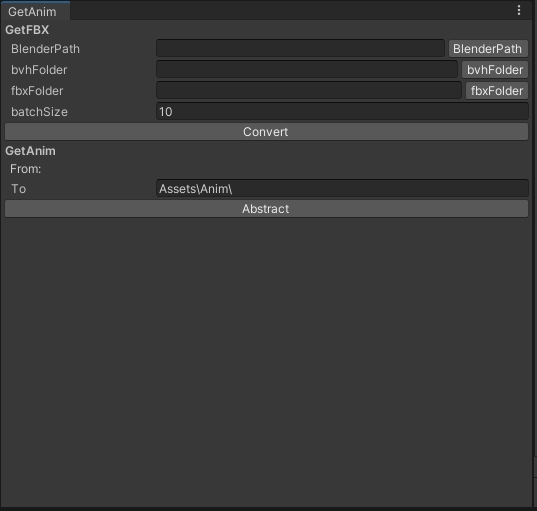 GetAnim
GetFBX
BlenderPath BlenderPath
bvhFolder bvhFolder
fbxFolder fbxFolder
batchSize 10
Convert
GetAnim
From:
To Assets\Anim\
Abstract